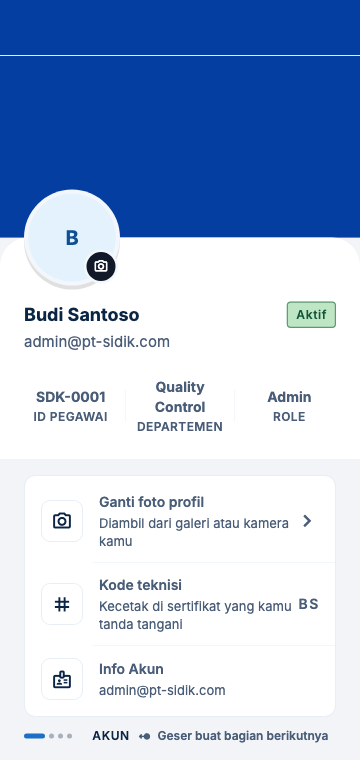 B
Budi Santoso
Aktif
admin@pt-sidik.com
SDK-0001
ID PEGAWAI
Quality
Control
DEPARTEMEN
Admin
ROLE
Ganti foto profil
Diambil dari galeri atau kamera
kamu
Kode teknisi
Kecetak di sertifikat yang kamu
tanda tangani
BS
Info Akun
admin@pt-sidik.com
AKUN
Geser buat bagian berikutnya